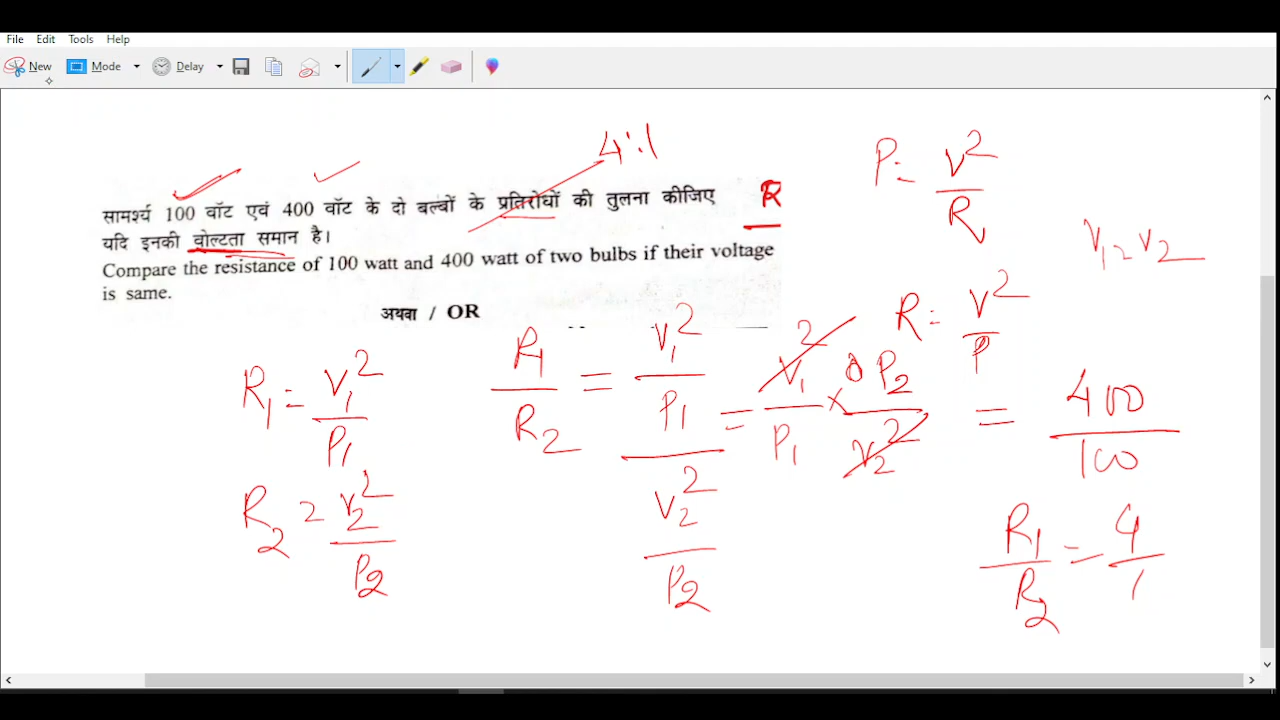 File Edit Tools Help
New Mode Delay
4:1
सामर्श्य 100 वॉट एवं 400 वॉट के दो बल्बों के प्रतिरोधों की तुलना कीजिए R
यदि इनकी वोल्टता समान है।
Compare the resistance of 100 watt and 400 watt of two bulbs if their voltage
is same.
अथवा / OR
P = V²/R
V₁ = V₂
R = V²/P
R₁ = V₁²/P₁
R₁/R₂ = V₁²/P₁ / V₂²/P₂ = V₁²/P₁ × P₂/V₂² = 400/100
R₂ = V₂²/P₂
R₁/R₂ = 4/1